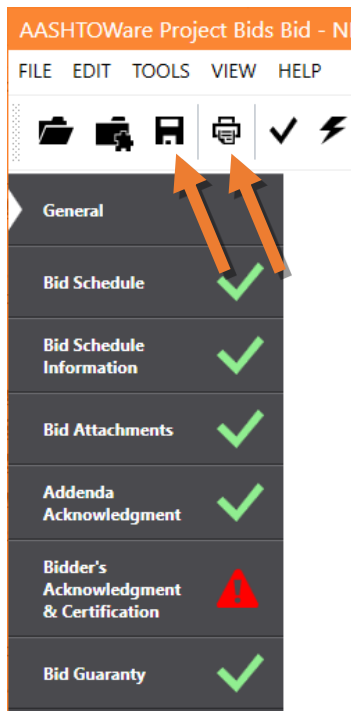 AASHTOWare Project Bids Bid - N
FILE EDIT TOOLS VIEW HELP
General
Bid Schedule
Bid Schedule
Information
Bid Attachments
Addenda
Acknowledgment
Bidder's
Acknowledgment
& Certification
Bid Guaranty